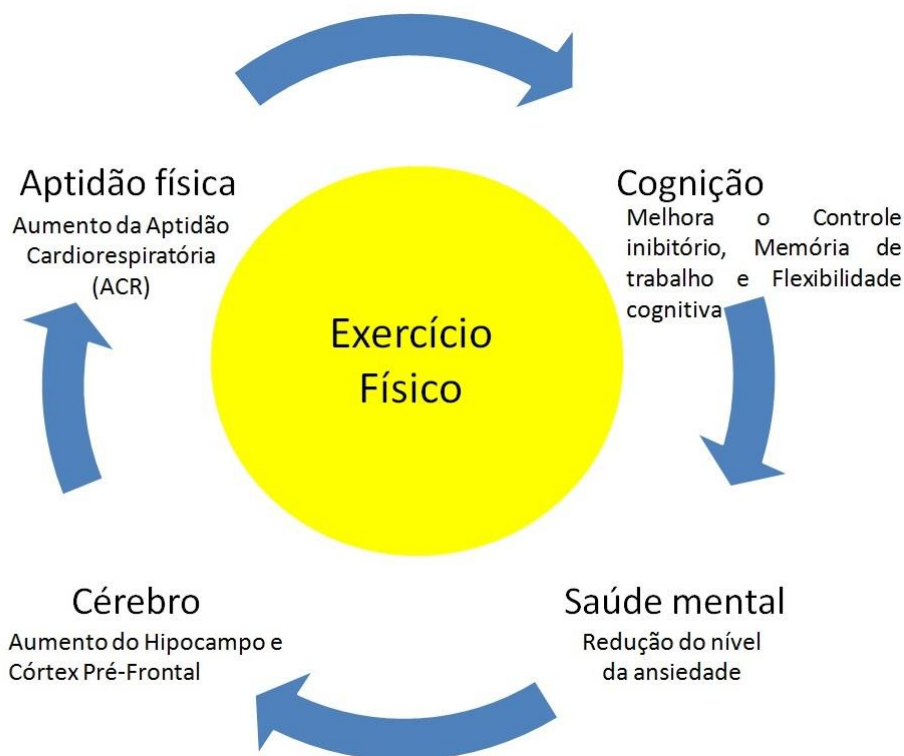 Aptidão física
Aumento da Aptidão
Cardiorespiratória
(ACR)
Cognição
Melhora o Controle
inibitório, Memória de
trabalho e Flexibilidade
cognitiva
Exercício
Físico
Cérebro
Aumento do Hipocampo e
Córtex Pré-Frontal
Saúde mental
Redução do nível
da ansiedade